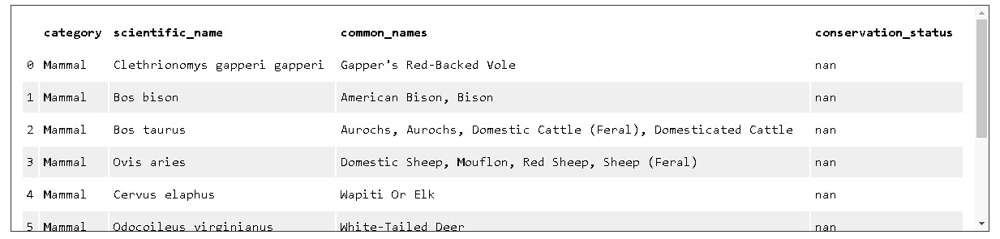 category scientific_name common_names conservation_status
0 Mammal Clethrionomys gapperi gapperi Gapper's Red-Backed Vole nan
1 Mammal Bos bison American Bison, Bison nan
2 Mammal Bos taurus Aurochs, Aurochs, Domestic Cattle (Feral), Domesticated Cattle nan
3 Mammal Ovis aries Domestic Sheep, Mouflon, Red Sheep, Sheep (Feral) nan
4 Mammal Cervus elaphus Wapiti Or Elk nan
5 Mammal Odocoileus virginianus White-Tailed Deer nan